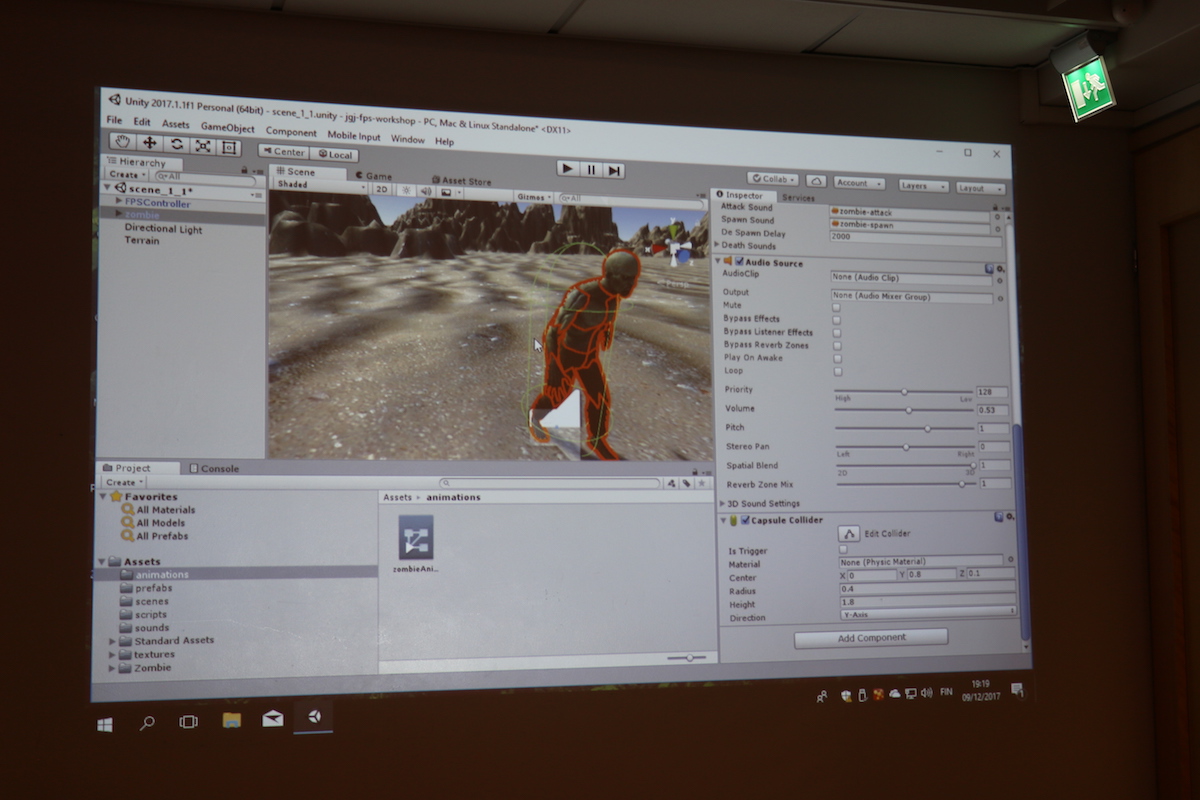 Unity 2017.1.1f1 Personal (64bit) - scene_1_1.unity - jgj-fps-workshop - PC, Mac & Linux Standalone* <DX11>
File Edit Assets GameObject Component Mobile Input Window Help
Center Local
Collab Account Layers Layout
Hierarchy
Create All
scene_1_1*
FPSController
zombie
Directional Light
Terrain
Scene Game Asset Store
Shaded 2D Gizmos All
Persp
Inspector Services
Attack Sound zombie-attack
Spawn Sound zombie-spawn
De Spawn Delay 2000
Death Sounds
Audio Source
AudioClip None (Audio Clip)
Output None (Audio Mixer Group)
Mute
Bypass Effects
Bypass Listener Effects
Bypass Reverb Zones
Play On Awake
Loop
Priority 128
High Low
Volume 0.53
Pitch 1
Stereo Pan 0
Left Right
Spatial Blend 1
2D 3D
Reverb Zone Mix 1
3D Sound Settings
Capsule Collider
Edit Collider
Is Trigger
Material None (Physic Material)
Center X 0 Y 0.8 Z 0.1
Radius 0.4
Height 1.8
Direction Y-Axis
Add Component
Project Console
Create
Favorites
All Materials
All Models
All Prefabs
Assets
animations
prefabs
scenes
scripts
sounds
Standard Assets
textures
Zombie
Assets animations
zombieAni...
FIN
19:19
09/12/2017
1